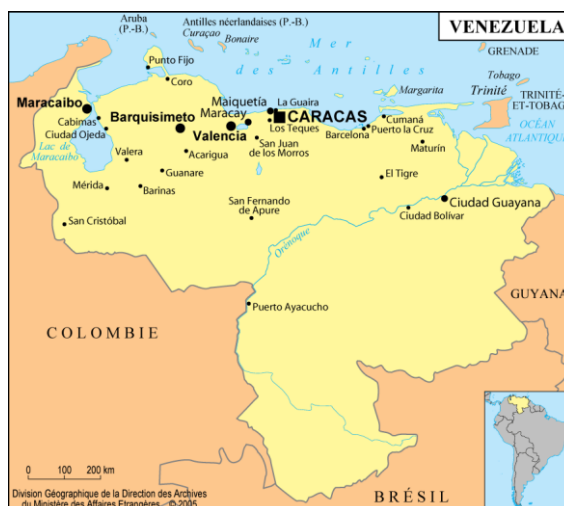 VENEZUELA
Aruba
(P.-B.)
Antilles néerlandaises (P.-B.)
Curaçao
Bonaire
Mer
des Antilles
GRENADE
Tobago
Trinité
TRINITÉ-
ET-TOBAGO
OCÉAN
ATLANTIQUE
Margarita
Punto Fijo
Coro
Maracaibo
Cabimas
Ciudad Ojeda
Lac de
Maracaibo
Barquisimeto
Maiquetía
La Guaira
Maracay
CARACAS
Los Teques
Valencia
San Juan
de los Morros
Barcelona
Cumaná
Puerto la Cruz
Maturín
Valera
Acarigua
Guanare
Mérida
Barinas
El Tigre
San Cristóbal
San Fernando
de Apure
Ciudad Guayana
Ciudad Bolívar
Orénoque
Puerto Ayacucho
GUYANA
COLOMBIE
BRÉSIL
0 100 200 km
Division Géographique de la Direction des Archives
du Ministère des Affaires Etrangères © 2005